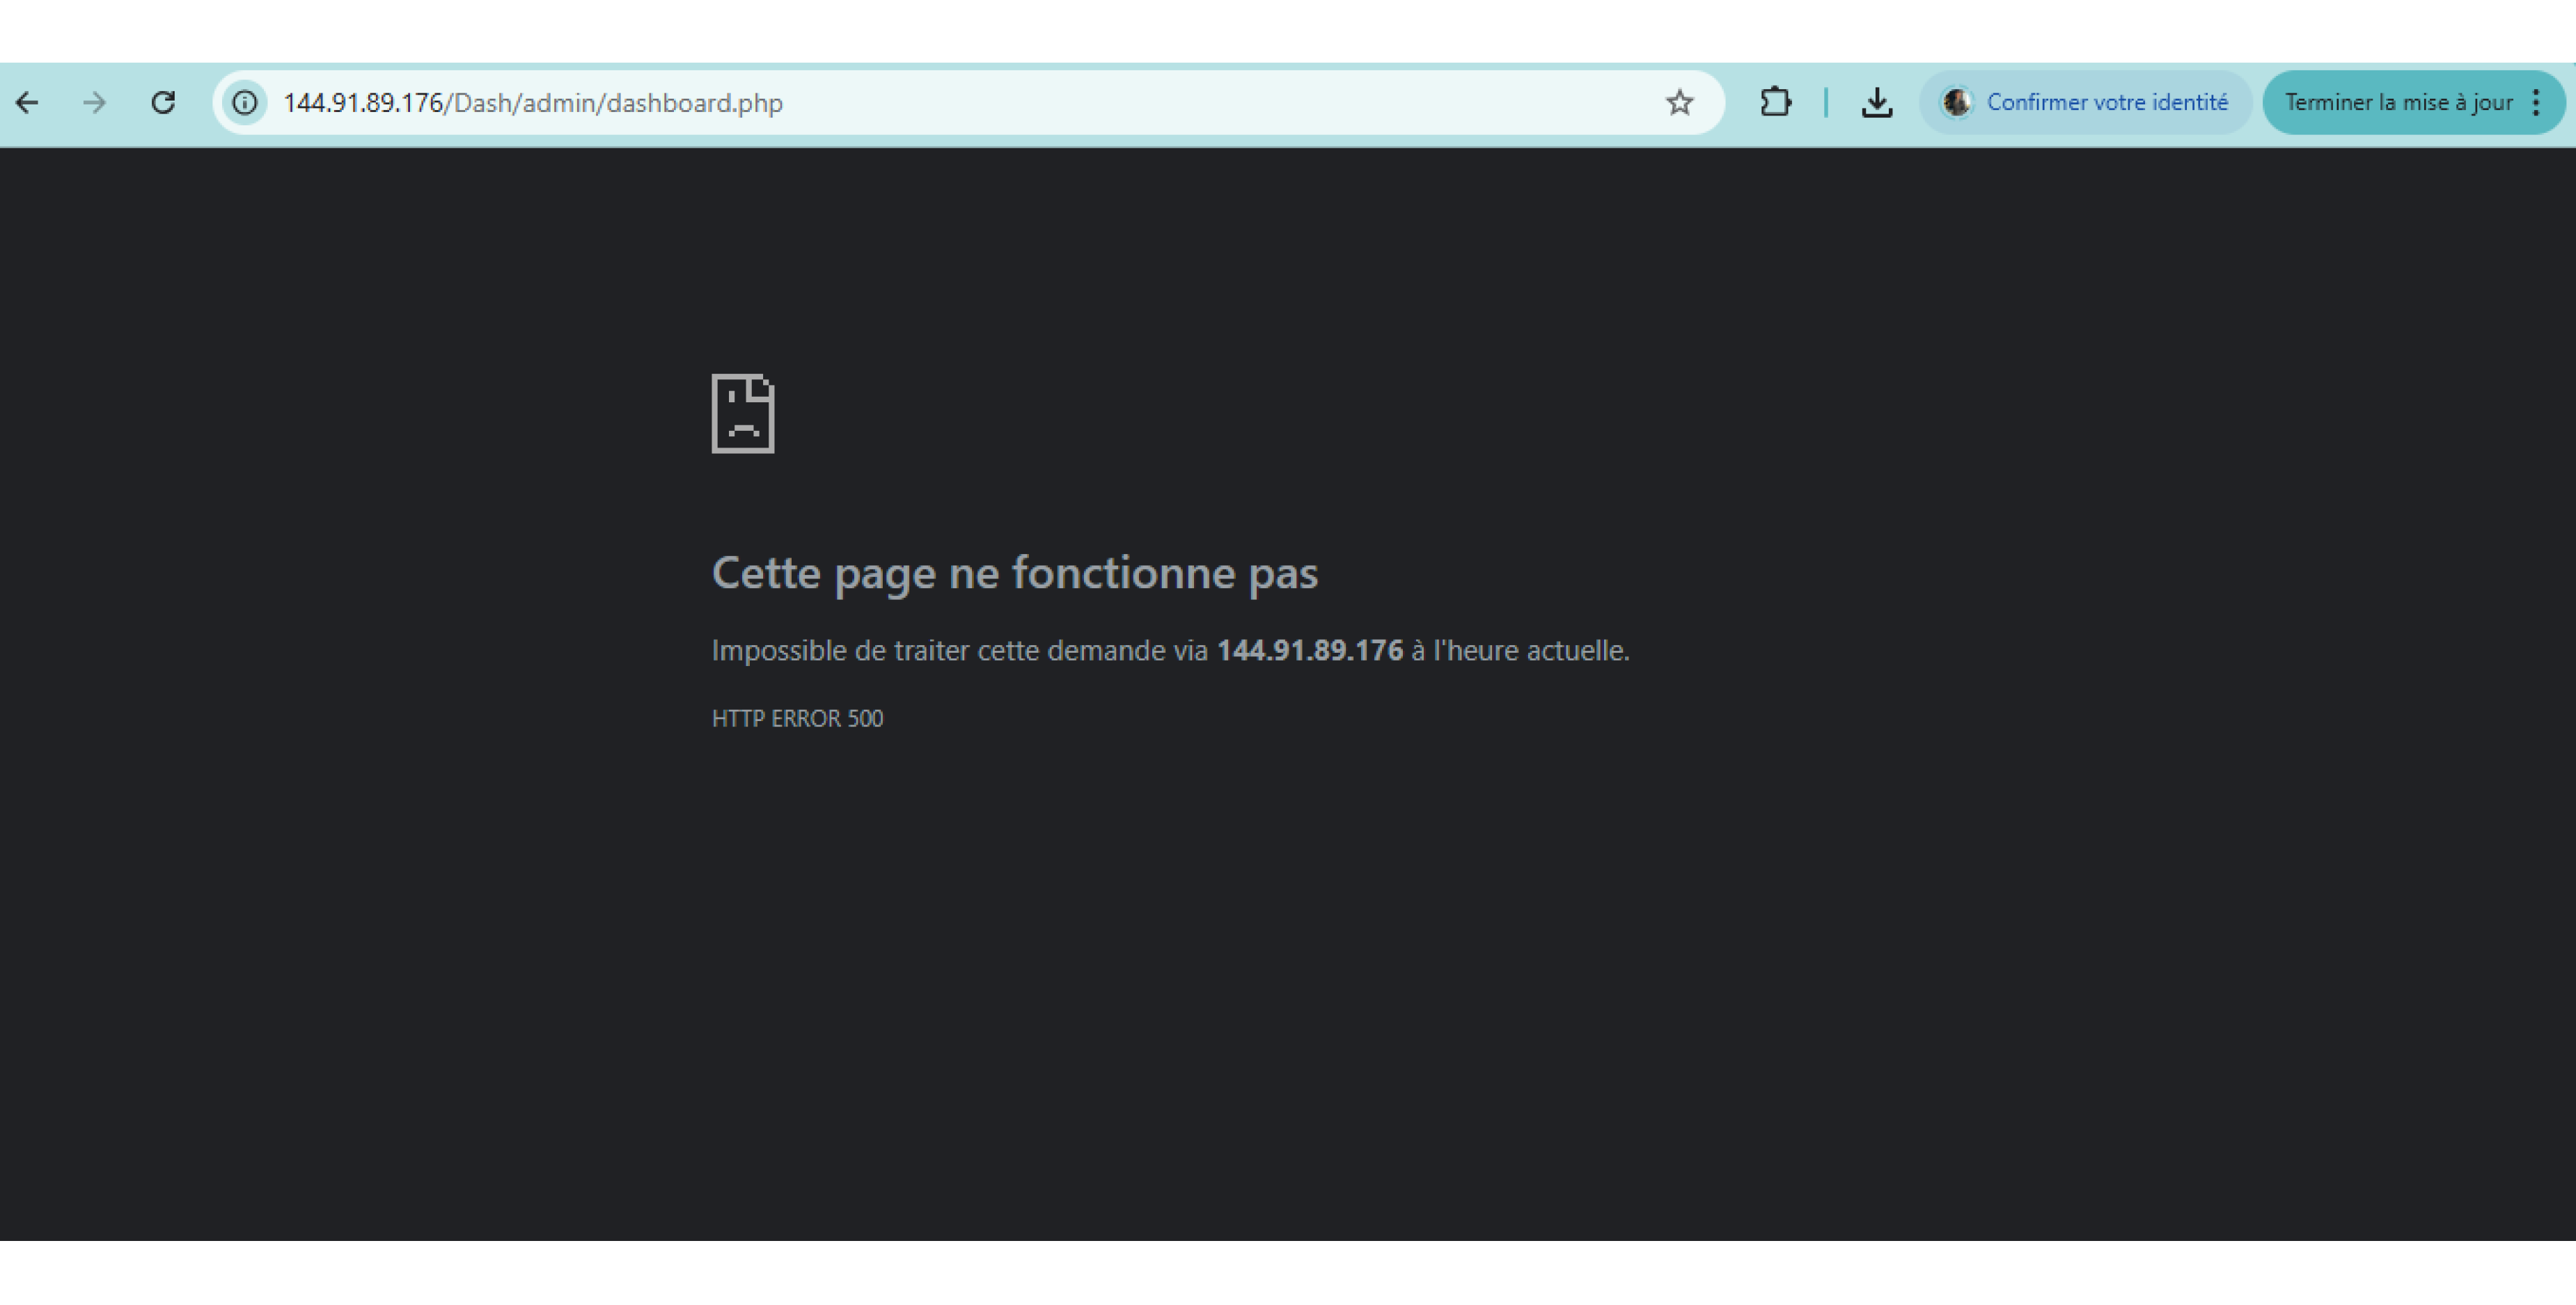 144.91.89.176/Dash/admin/dashboard.php
Confirmer votre identité
Terminer la mise à jour
Cette page ne fonctionne pas
Impossible de traiter cette demande via 144.91.89.176 à l'heure actuelle.
HTTP ERROR 500